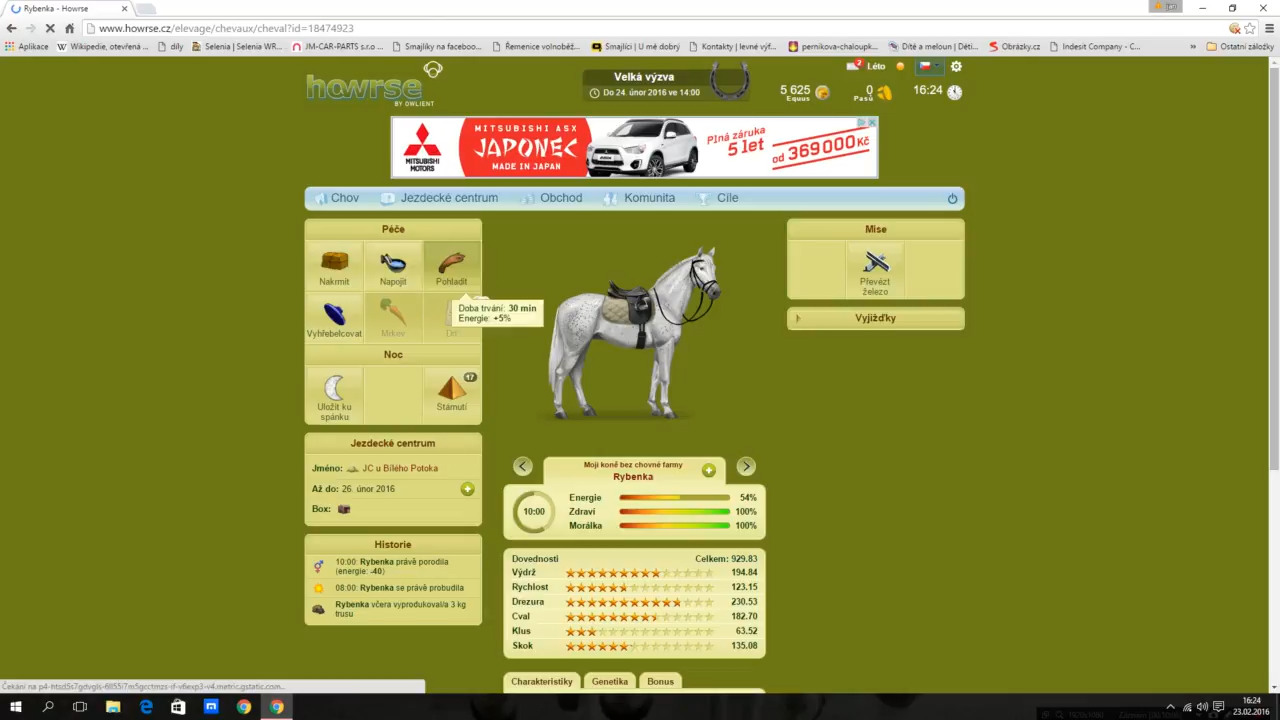 Rybenka - Howrse
jan
www.howrse.cz/elevage/chevaux/cheval?id=18474923
Aplikace
Wikipedie, otevřená ...
díly
Selenia | Selenia WR...
JM-CAR-PARTS s.r.o ...
Smajlíky na faceboo...
Řemenice volnoběž...
Smajlíci | U mě dobrý
Kontakty | levné výf...
pernikova-chaloupk...
Dítě a meloun | Děti...
Obrázky.cz
Indesit Company - C...
»
Ostatní záložky
howrse
BY OWLIENT
Velká výzva
Do 24. únor 2016 ve 14:00
2
Léto
5 625
Equus
0
Pasů
16:24
MITSUBISHI MOTORS
MITSUBISHI ASX
JAPONEC
MADE IN JAPAN
Plná záruka
5 let
od 369 000 Kč
Chov
Jezdecké centrum
Obchod
Komunita
Cíle
Péče
Nakrmit
Napojit
Pohladit
Doba trvání: 30 min
Energie: +5%
Vyhřebelcovat
Mrkev
Noc
Uložit ku spánku
17
Stárnutí
Jezdecké centrum
Jméno: JC u Bílého Potoka
Až do: 26. únor 2016
Box:
Historie
10:00: Rybenka právě porodila
(energie: -40)
08:00: Rybenka se právě probudila
Rybenka včera vyprodukoval/a 3 kg
trusu
Moji koně bez chovné farmy
Rybenka
10:00
Energie 54%
Zdraví 100%
Morálka 100%
Dovednosti Celkem: 929.83
Výdrž 194.84
Rychlost 123.15
Drezura 230.53
Cval 182.70
Klus 63.52
Skok 135.08
Charakteristiky
Genetika
Bonus
Mise
Převézt
železo
Vyjížďky
16:24
23.02.2016